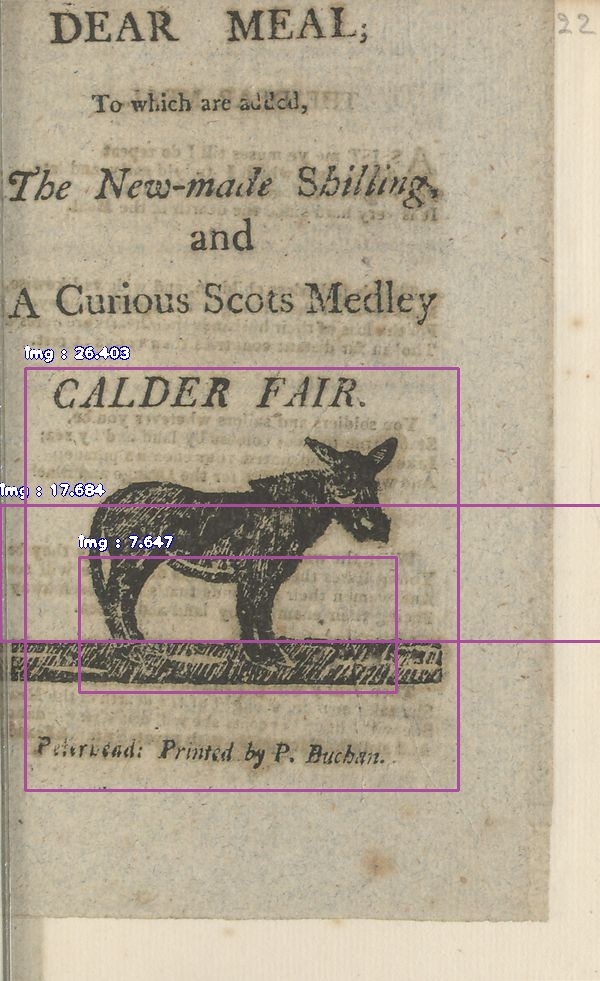 DEAR MEAL;
22
To which are added,
The New-made Shilling,
and
A Curious Scots Medley
Img : 26.403
CALDER FAIR.
Img : 17.684
Img : 7.647
Peterhead: Printed by P. Buchan.